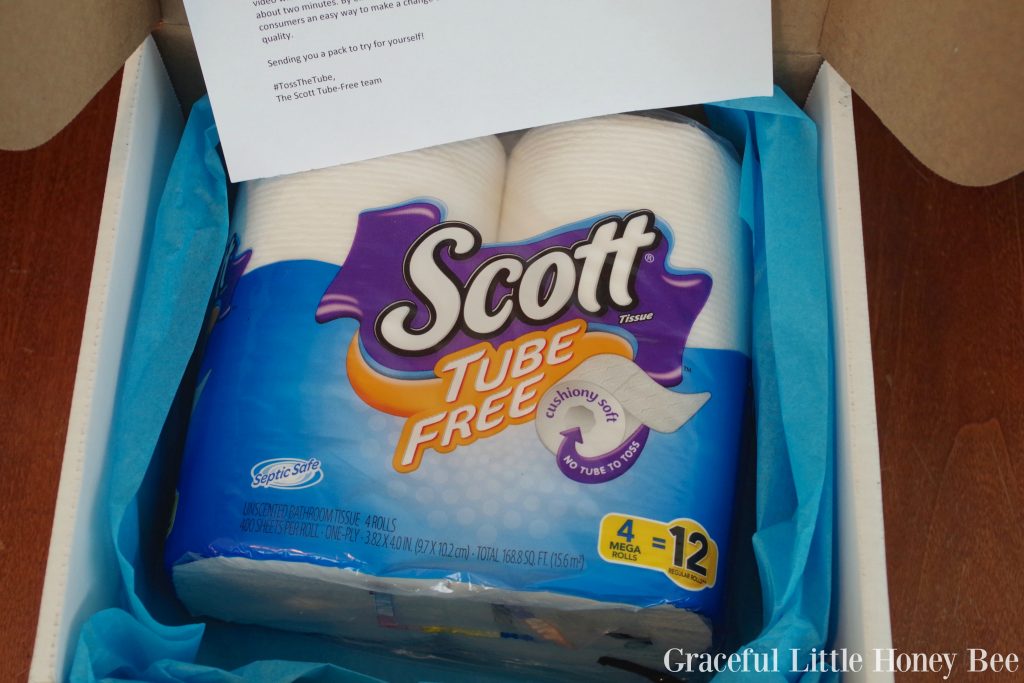 about two minutes. By
consumers an easy way to make a change
quality.
Sending you a pack to try for yourself!
#TossTheTube,
The Scott Tube-Free team
Scott®
Tissue
TUBE
FREE
™
cushiony soft
NO TUBE TO TOSS
Septic Safe
UNSCENTED BATHROOM TISSUE 4 ROLLS
400 SHEETS PER ROLL · ONE-PLY · 3.82 X 4.0 IN. (9.7 X 10.2 cm) · TOTAL 168.8 SQ. FT. (15.6 m²)
4 MEGA ROLLS = 12 REGULAR ROLLS
Graceful Little Honey Bee